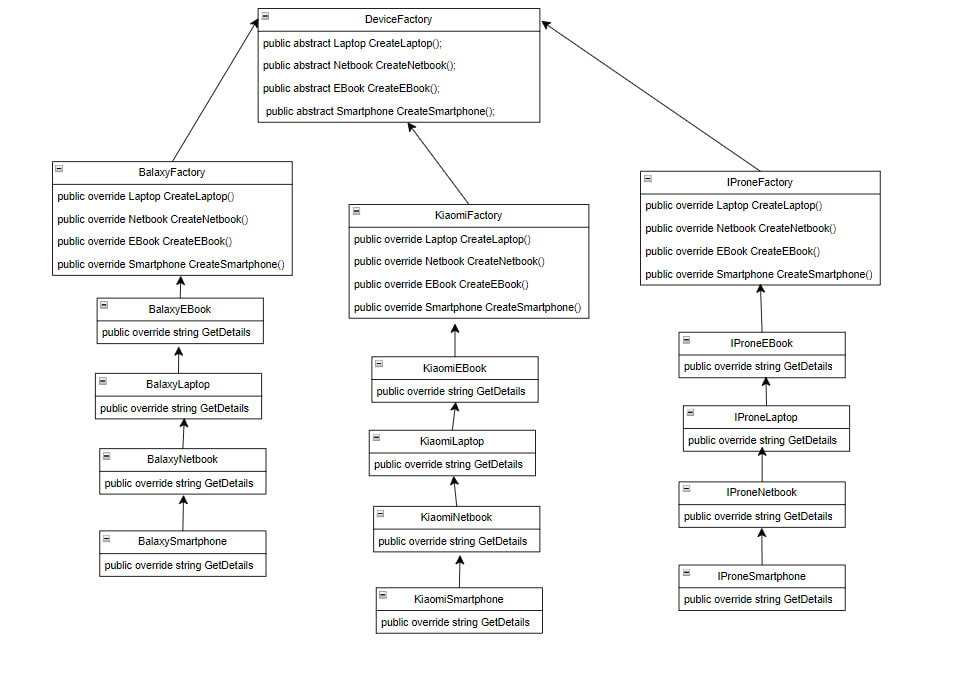 DeviceFactory
public abstract Laptop CreateLaptop();
public abstract Netbook CreateNetbook();
public abstract EBook CreateEBook();
public abstract Smartphone CreateSmartphone();
BalaxyFactory
public override Laptop CreateLaptop()
public override Netbook CreateNetbook()
public override EBook CreateEBook()
public override Smartphone CreateSmartphone()
BalaxyEBook
public override string GetDetails
BalaxyLaptop
public override string GetDetails
BalaxyNetbook
public override string GetDetails
BalaxySmartphone
public override string GetDetails
KiaomiFactory
public override Laptop CreateLaptop()
public override Netbook CreateNetbook()
public override EBook CreateEBook()
public override Smartphone CreateSmartphone()
KiaomiEBook
public override string GetDetails
KiaomiLaptop
public override string GetDetails
KiaomiNetbook
public override string GetDetails
KiaomiSmartphone
public override string GetDetails
IProneFactory
public override Laptop CreateLaptop()
public override Netbook CreateNetbook()
public override EBook CreateEBook()
public override Smartphone CreateSmartphone()
IProneEBook
public override string GetDetails
IProneLaptop
public override string GetDetails
IProneNetbook
public override string GetDetails
IProneSmartphone
public override string GetDetails